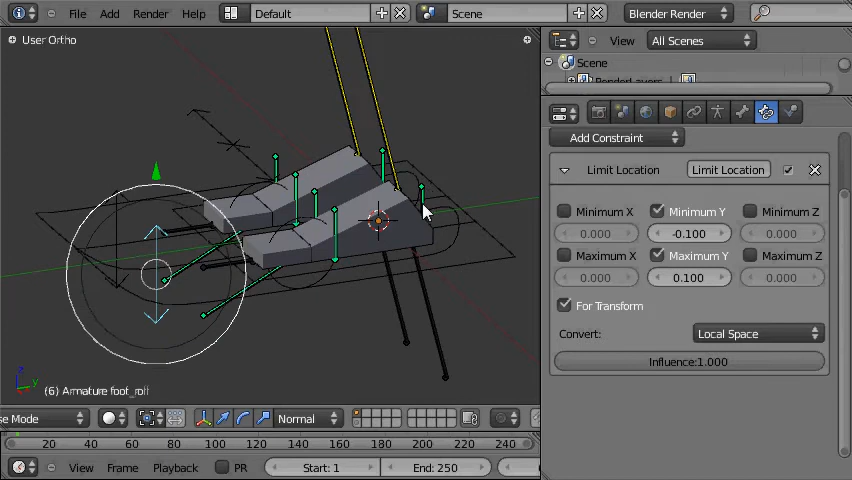 File Add Render Help Default Scene Blender Render
User Ortho
View All Scenes
Scene
RenderLayers
Add Constraint
Limit Location Limit Location
Minimum X Minimum Y Minimum Z
0.000 -0.100 0.000
Maximum X Maximum Y Maximum Z
0.000 0.100 0.000
For Transform
Convert: Local Space
Influence:1.000
z
y
(6) Armature foot_roll
se Mode Normal
20 40 60 80 100 120 140 160 180 200 220 240
View Frame Playback PR Start: 1 End: 250